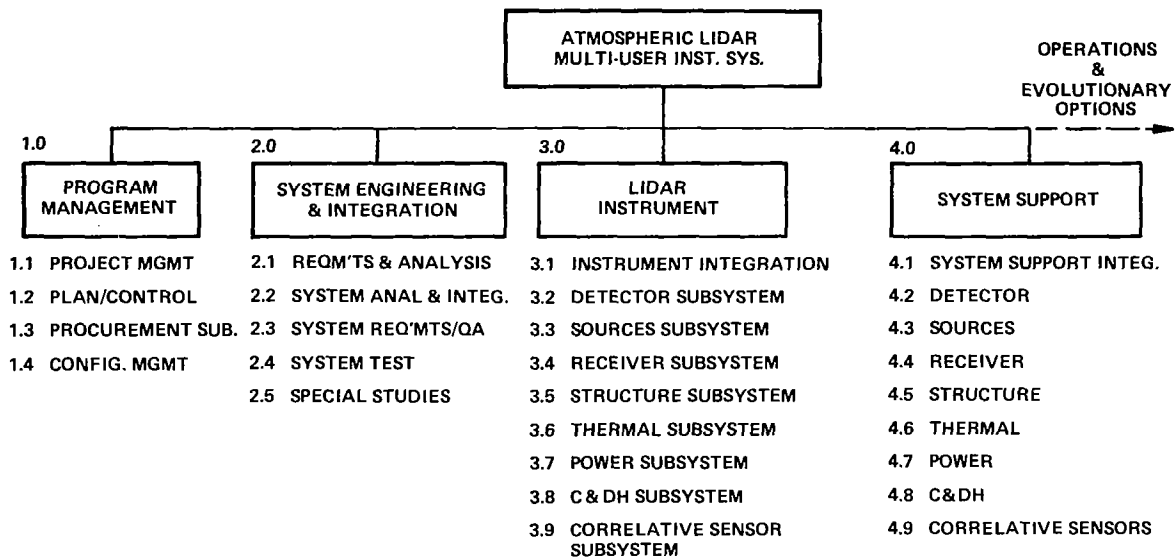 ATMOSPHERIC LIDAR
MULTI-USER INST. SYS.
OPERATIONS
&
EVOLUTIONARY
OPTIONS
1.0
PROGRAM
MANAGEMENT
1.1 PROJECT MGMT
1.2 PLAN/CONTROL
1.3 PROCUREMENT SUB.
1.4 CONFIG. MGMT
2.0
SYSTEM ENGINEERING
& INTEGRATION
2.1 REQM'TS & ANALYSIS
2.2 SYSTEM ANAL & INTEG.
2.3 SYSTEM REQ'MTS/QA
2.4 SYSTEM TEST
2.5 SPECIAL STUDIES
3.0
LIDAR
INSTRUMENT
3.1 INSTRUMENT INTEGRATION
3.2 DETECTOR SUBSYSTEM
3.3 SOURCES SUBSYSTEM
3.4 RECEIVER SUBSYSTEM
3.5 STRUCTURE SUBSYSTEM
3.6 THERMAL SUBSYSTEM
3.7 POWER SUBSYSTEM
3.8 C & DH SUBSYSTEM
3.9 CORRELATIVE SENSOR
SUBSYSTEM
4.0
SYSTEM SUPPORT
4.1 SYSTEM SUPPORT INTEG.
4.2 DETECTOR
4.3 SOURCES
4.4 RECEIVER
4.5 STRUCTURE
4.6 THERMAL
4.7 POWER
4.8 C&DH
4.9 CORRELATIVE SENSORS